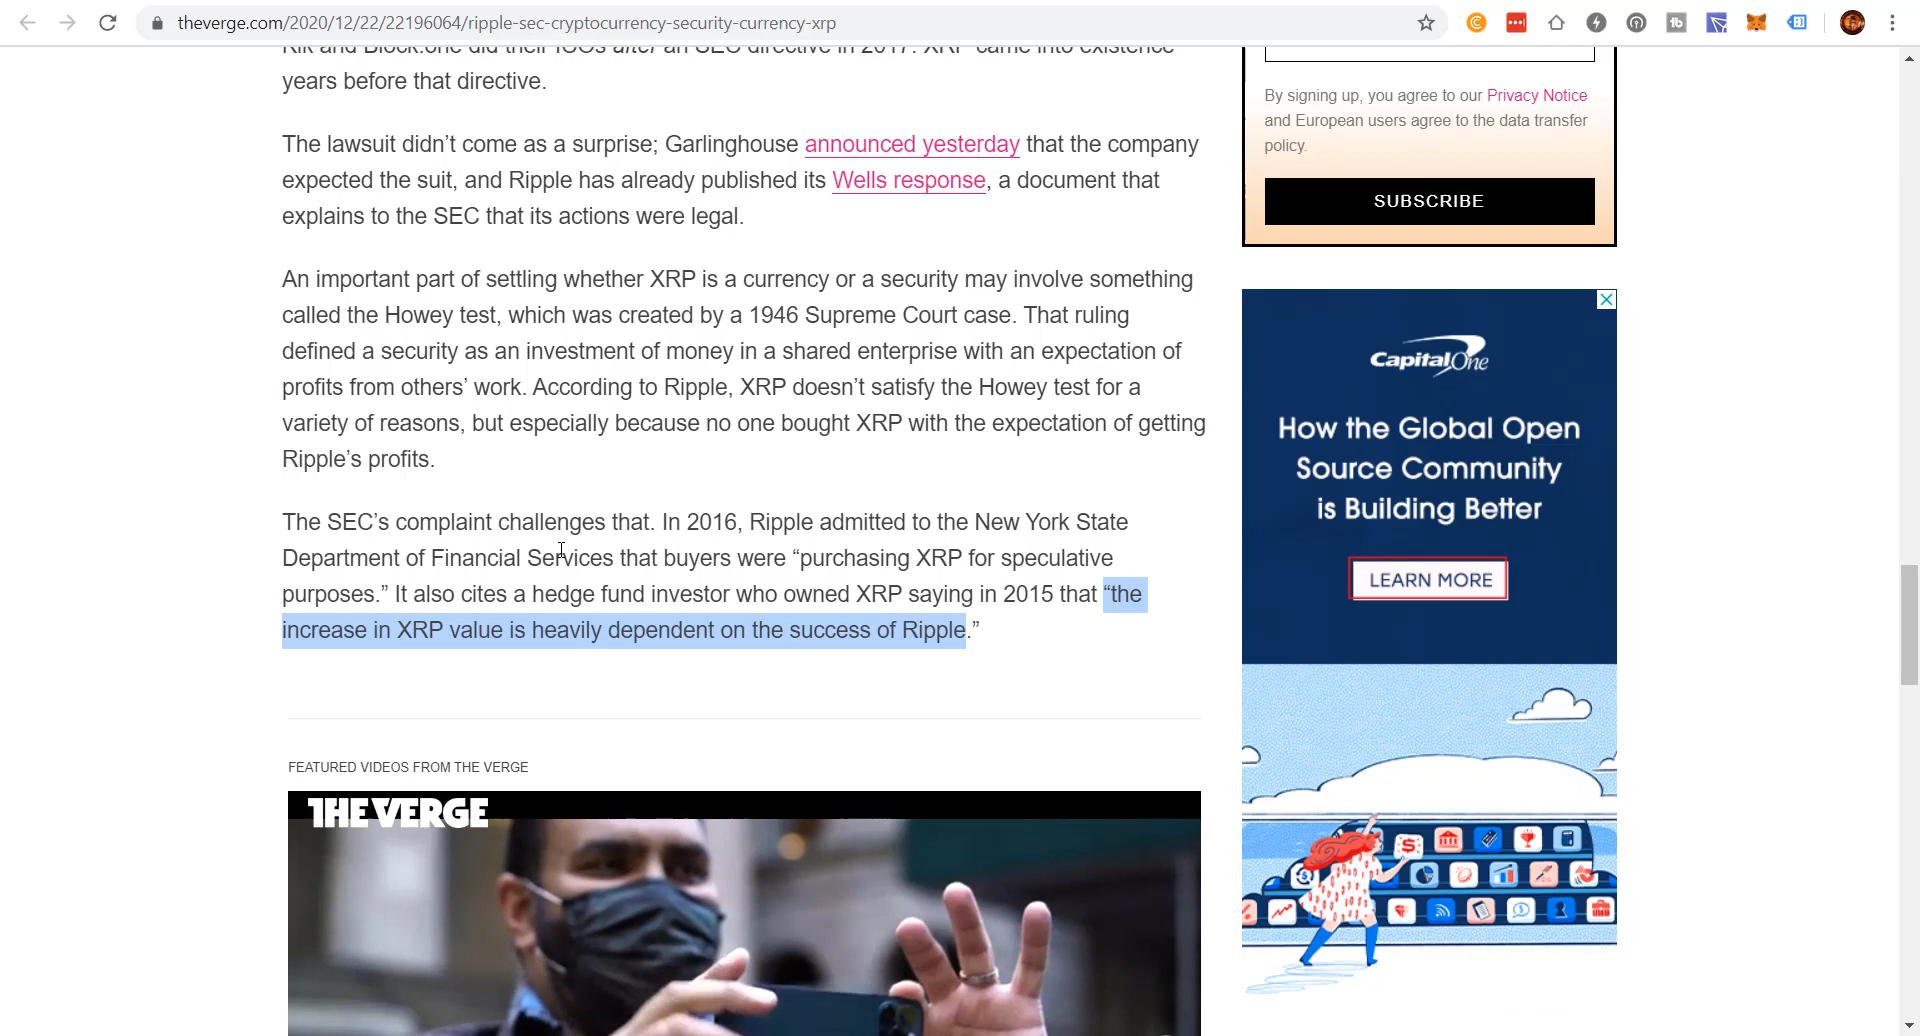 theverge.com/2020/12/22/22196064/ripple-sec-cryptocurrency-security-currency-xrp
Kik and Block.one did their ICOs after an SEC directive in 2017. XRP came into existence
years before that directive.
The lawsuit didn’t come as a surprise; Garlinghouse announced yesterday that the company
expected the suit, and Ripple has already published its Wells response, a document that
explains to the SEC that its actions were legal.
An important part of settling whether XRP is a currency or a security may involve something
called the Howey test, which was created by a 1946 Supreme Court case. That ruling
defined a security as an investment of money in a shared enterprise with an expectation of
profits from others’ work. According to Ripple, XRP doesn’t satisfy the Howey test for a
variety of reasons, but especially because no one bought XRP with the expectation of getting
Ripple’s profits.
The SEC’s complaint challenges that. In 2016, Ripple admitted to the New York State
Department of Financial Services that buyers were “purchasing XRP for speculative
purposes.” It also cites a hedge fund investor who owned XRP saying in 2015 that “the
increase in XRP value is heavily dependent on the success of Ripple.”
FEATURED VIDEOS FROM THE VERGE
THE VERGE
By signing up, you agree to our Privacy Notice
and European users agree to the data transfer
policy.
SUBSCRIBE
Capital One
How the Global Open
Source Community
is Building Better
LEARN MORE